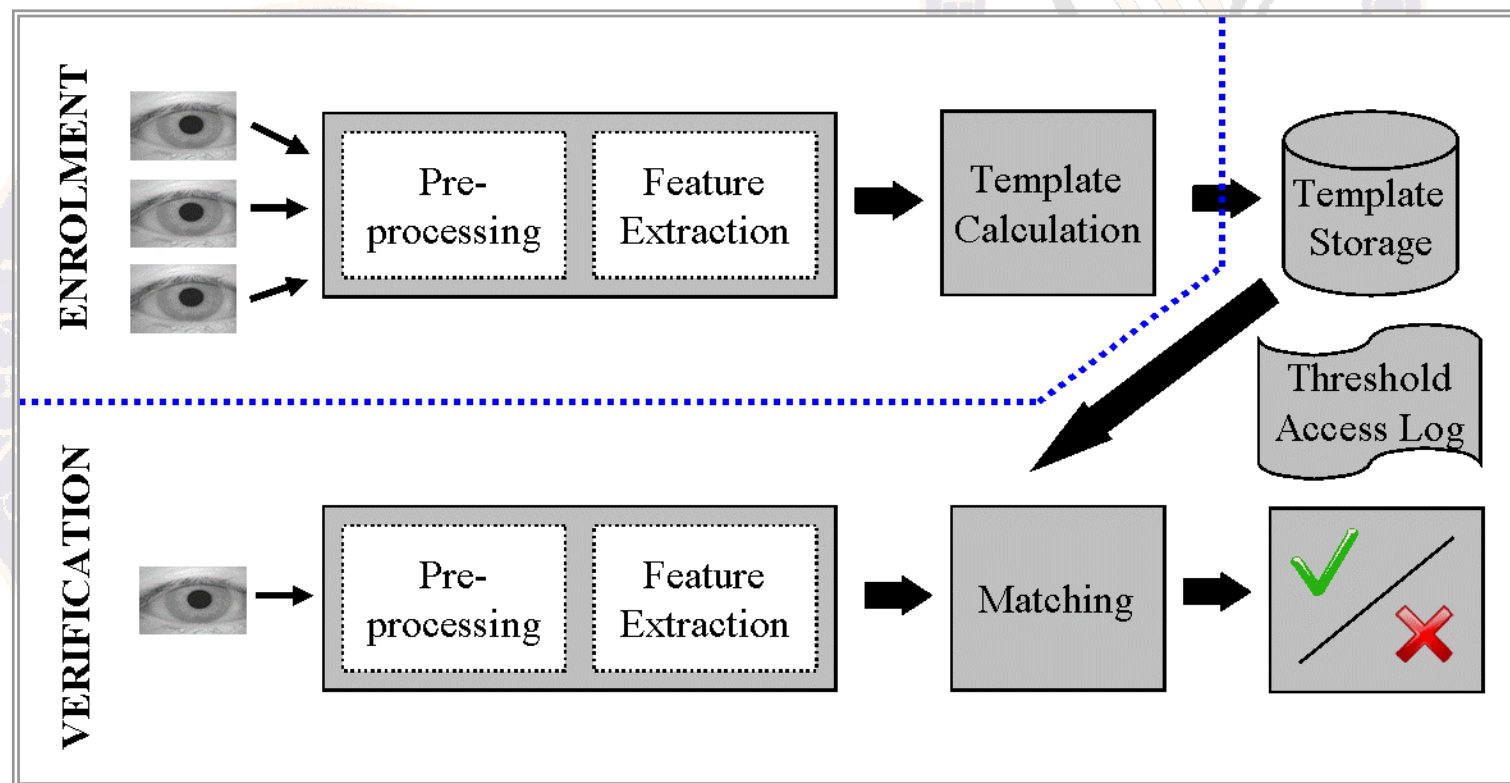 ENROLMENT
Pre-
processing
Feature
Extraction
Template
Calculation
Template
Storage
Threshold
Access Log
VERIFICATION
Pre-
processing
Feature
Extraction
Matching